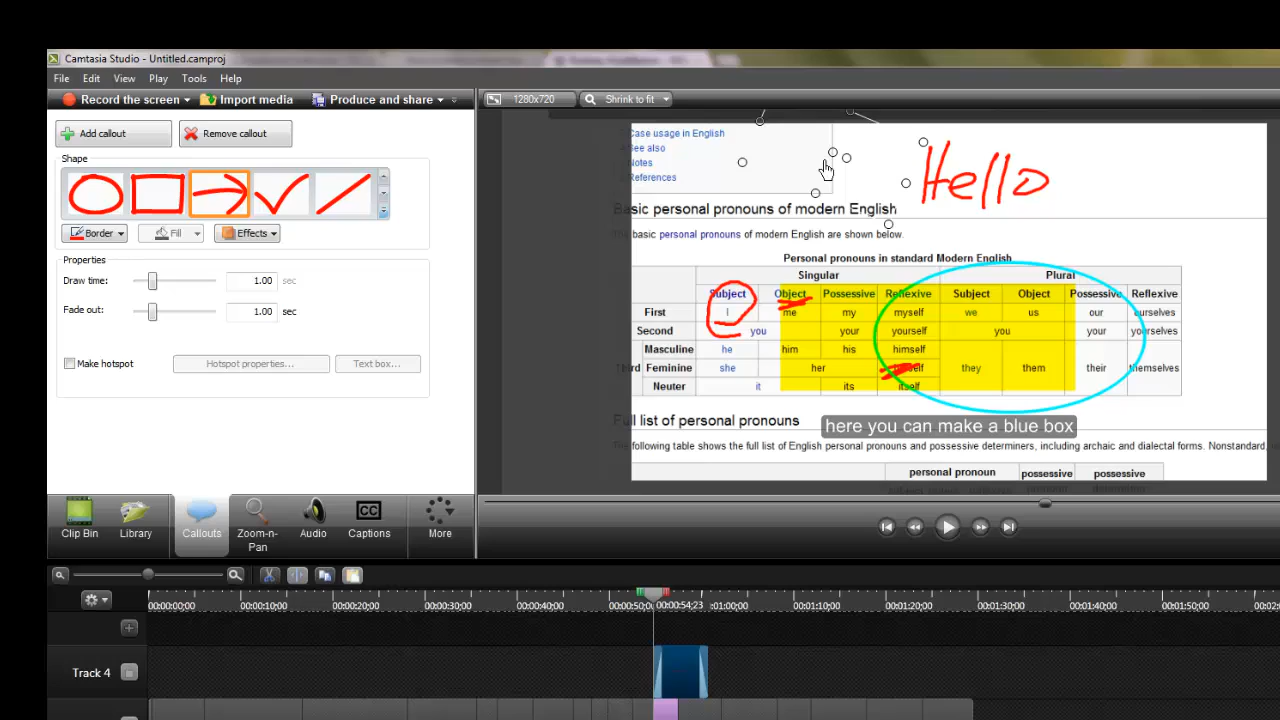 Camtasia Studio - Untitled.camproj
File Edit View Play Tools Help
Record the screen Import media Produce and share
1280x720 Shrink to fit
Add callout Remove callout
Shape
Border Fill Effects
Properties
Draw time: 1.00 sec
Fade out: 1.00 sec
Make hotspot Hotspot properties... Text box...
Clip Bin Library Callouts Zoom-n-Pan Audio Captions More
Case usage in English
See also
Notes
References
Hello
Basic personal pronouns of modern English
basic personal pronouns of modern English are shown below.
Personal pronouns in standard Modern English
Singular Plural
Subject Object Possessive Reflexive Subject Object Possessive Reflexive
First I me my myself we us our ourselves
Second you your yourself you your yourselves
Masculine he him his himself
Third Feminine she her they them their themselves
Neuter it its itself
Full list of personal pronouns
here you can make a blue box
The following table shows the full list of English personal pronouns and possessive determiners, including archaic and dialectal forms. Nonstandard,
personal pronoun possessive possessive
00:00:00;00 00:00:10;00 00:00:20;00 00:00:30;00 00:00:40;00 00:00:50;0 00:00:54;23 00:01:00;00 00:01:10;00 00:01:20;00 00:01:30;00 00:01:40;00 00:01:50;00
Track 4